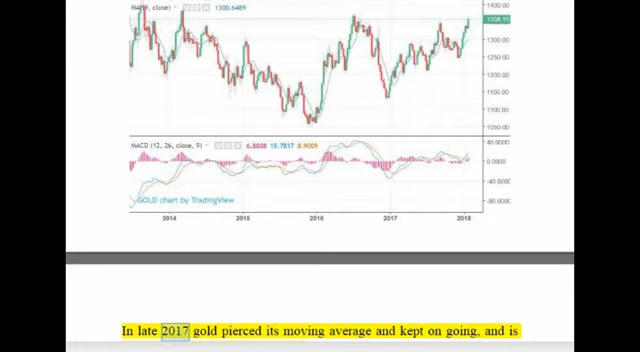 MA(9, close) 1300.6489
1400.00
1358.15
1300.00
1250.00
1200.00
1150.00
1100.00
1050.00
MACD (12, 26, close, 9) 6.8808 15.7817 8.9009
40.0000
0.0000
-40.0000
-80.0000
GOLD chart by TradingView
2014 2015 2016 2017 2018
In late 2017 gold pierced its moving average and kept on going, and is